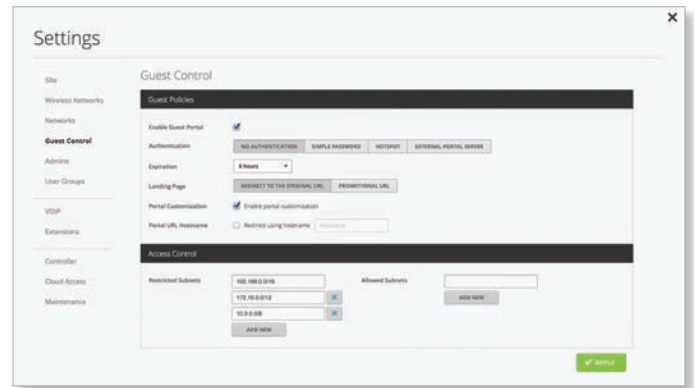 Settings
Site
Wireless Networks
Networks
Guest Control
Admins
User Groups
VOIP
Extensions
Controller
Cloud Access
Maintenance
Guest Control
Guest Policies
Enable Guest Portal
Authentication NO AUTHENTICATION SIMPLE PASSWORD HOTSPOT EXTERNAL PORTAL SERVER
Expiration 8 hours
Landing Page REDIRECT TO THE ORIGINAL URL PROMOTIONAL URL
Portal Customization Enable portal customization
Portal URL Hostname Redirect using hostname
Access Control
Restricted Subnets 192.168.0.0/16 Allowed Subnets
172.16.0.0/12 ADD NEW
10.0.0.0/8
ADD NEW
APPLY